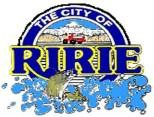 THE CITY OF
RIRIE